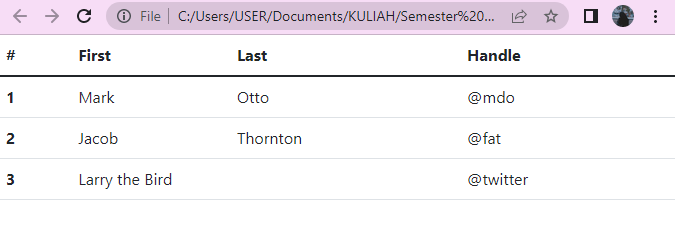 File | C:/Users/USER/Documents/KULIAH/Semester%20...
# First Last Handle
1 Mark Otto @mdo
2 Jacob Thornton @fat
3 Larry the Bird @twitter